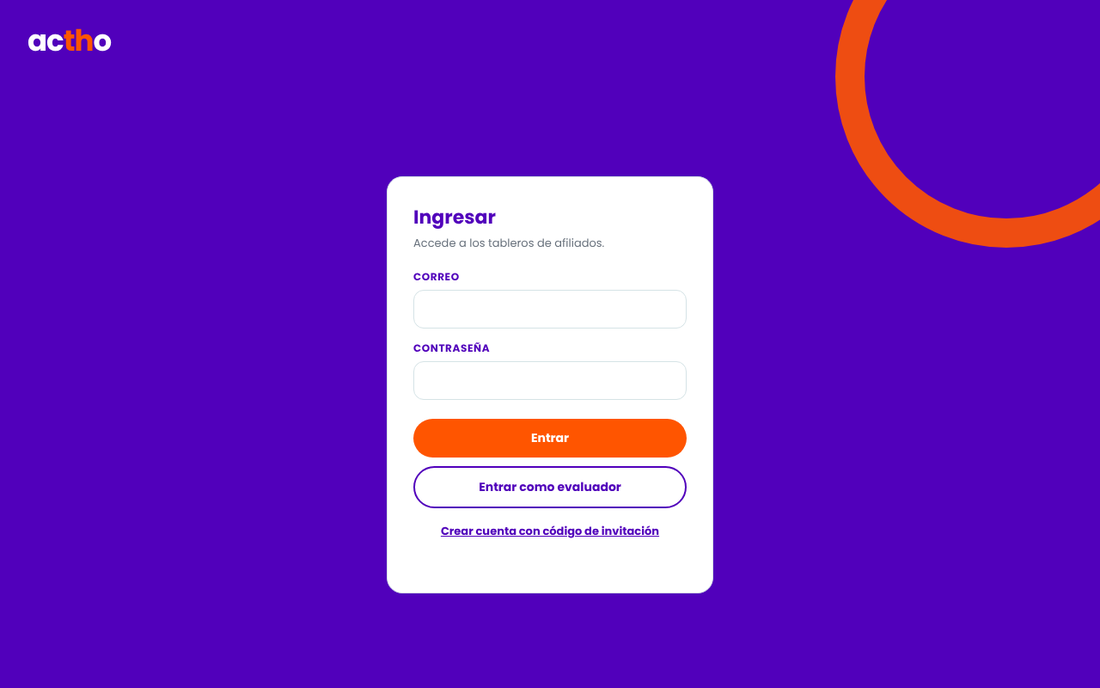 actho
Ingresar
Accede a los tableros de afiliados.
CORREO
CONTRASEÑA
Entrar
Entrar como evaluador
Crear cuenta con código de invitación